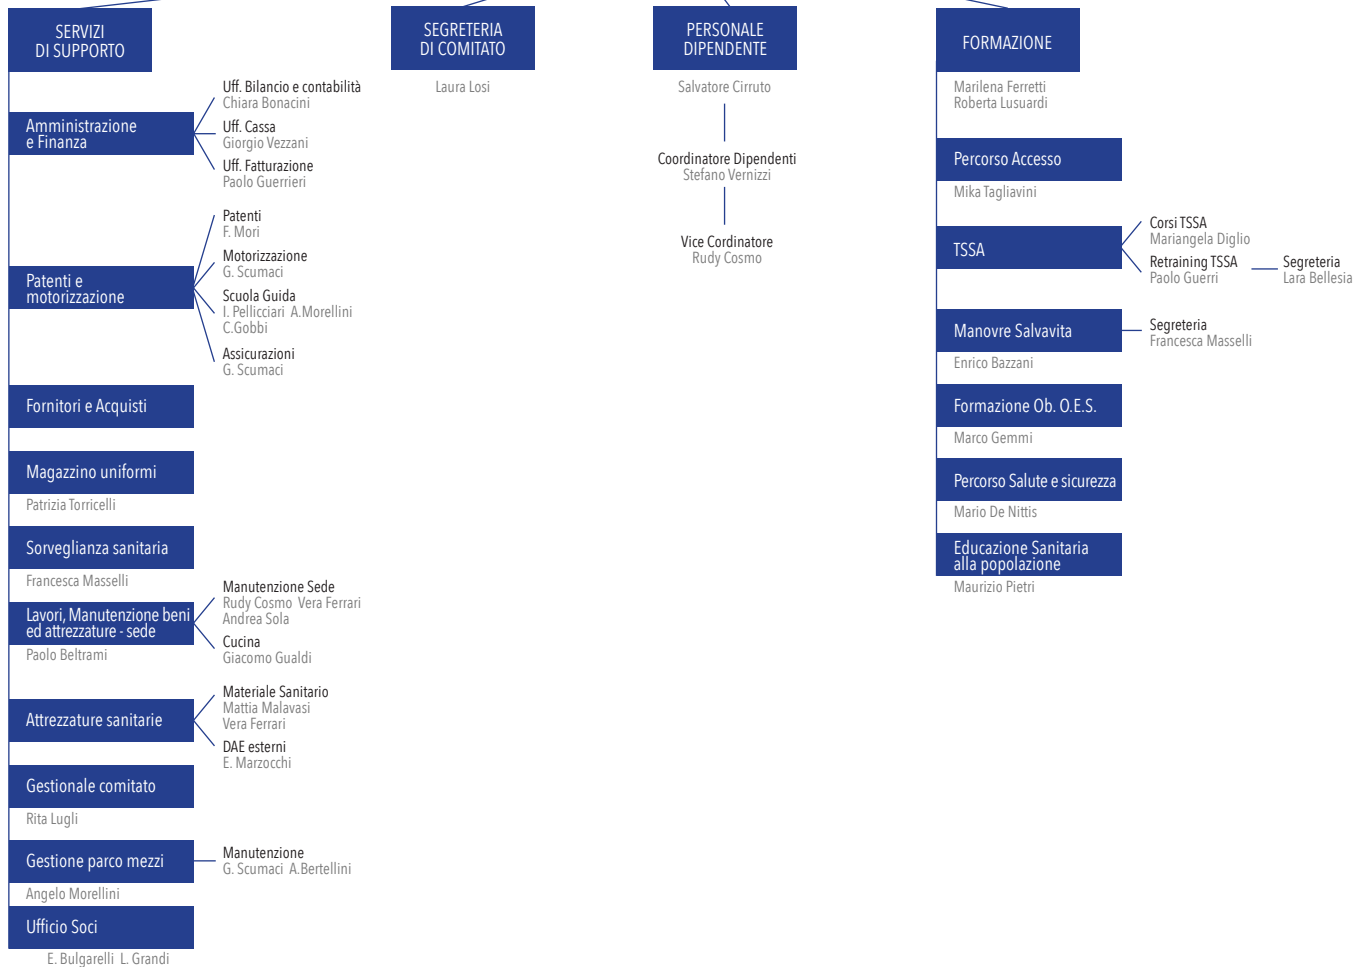 SERVIZI
DI SUPPORTO
Amministrazione
e Finanza
Uff. Bilancio e contabilità
Chiara Bonacini
Uff. Cassa
Giorgio Vezzani
Uff. Fatturazione
Paolo Guerrieri
Patenti e
motorizzazione
Patenti
F. Mori
Motorizzazione
G. Scumaci
Scuola Guida
I. Pellicciari A.Morellini
C.Gobbi
Assicurazioni
G. Scumaci
Fornitori e Acquisti
Magazzino uniformi
Patrizia Torricelli
Sorveglianza sanitaria
Francesca Masselli
Lavori, Manutenzione beni
ed attrezzature - sede
Paolo Beltrami
Manutenzione Sede
Rudy Cosmo Vera Ferrari
Andrea Sola
Cucina
Giacomo Gualdi
Attrezzature sanitarie
Materiale Sanitario
Mattia Malavasi
Vera Ferrari
DAE esterni
E. Marzocchi
Gestionale comitato
Rita Lugli
Gestione parco mezzi
Angelo Morellini
Manutenzione
G. Scumaci A.Bertellini
Ufficio Soci
E. Bulgarelli L. Grandi
SEGRETERIA
DI COMITATO
Laura Losi
PERSONALE
DIPENDENTE
Salvatore Cirruto
Coordinatore Dipendenti
Stefano Vernizzi
Vice Cordinatore
Rudy Cosmo
FORMAZIONE
Marilena Ferretti
Roberta Lusuardi
Percorso Accesso
Mika Tagliavini
TSSA
Corsi TSSA
Mariangela Diglio
Retraining TSSA
Paolo Guerri
Segreteria
Lara Bellesia
Manovre Salvavita
Enrico Bazzani
Segreteria
Francesca Masselli
Formazione Ob. O.E.S.
Marco Gemmi
Percorso Salute e sicurezza
Mario De Nittis
Educazione Sanitaria
alla popolazione
Maurizio Pietri